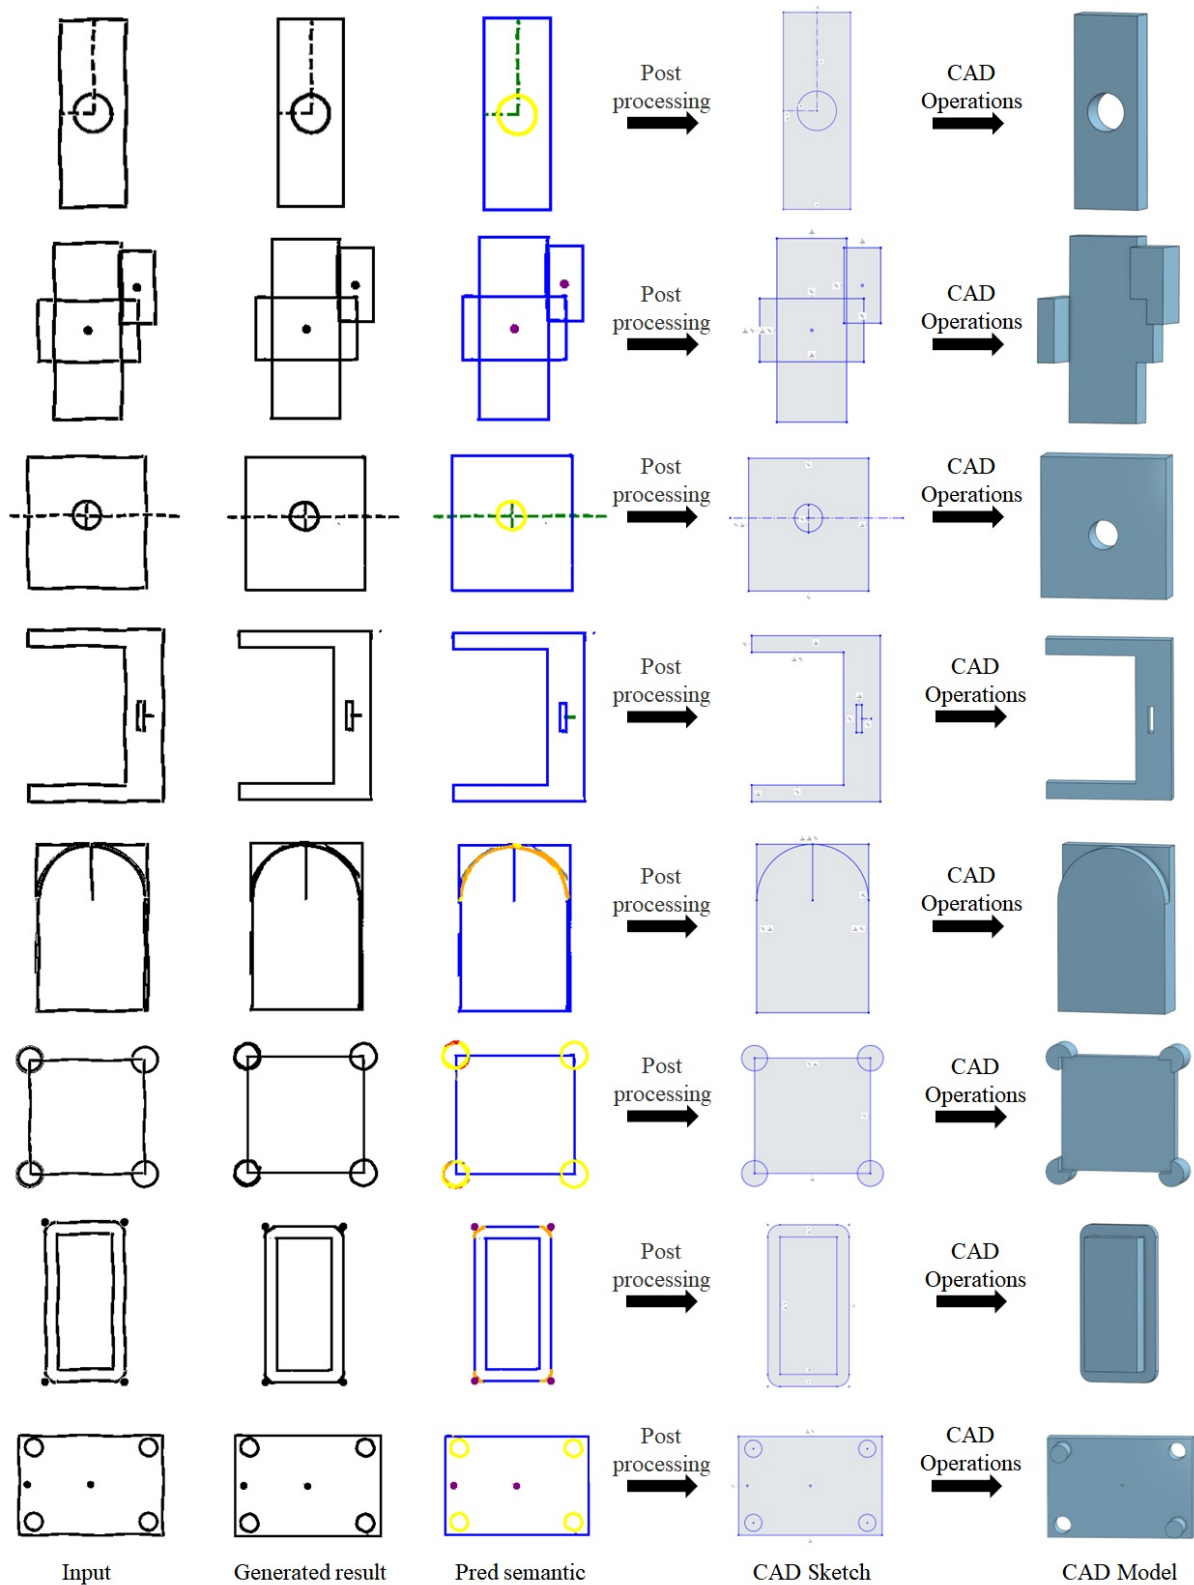 Post
processing
CAD
Operations
Post
processing
CAD
Operations
Post
processing
CAD
Operations
Post
processing
CAD
Operations
Post
processing
CAD
Operations
Post
processing
CAD
Operations
Post
processing
CAD
Operations
Post
processing
CAD
Operations
Input
Generated result
Pred semantic
CAD Sketch
CAD Model